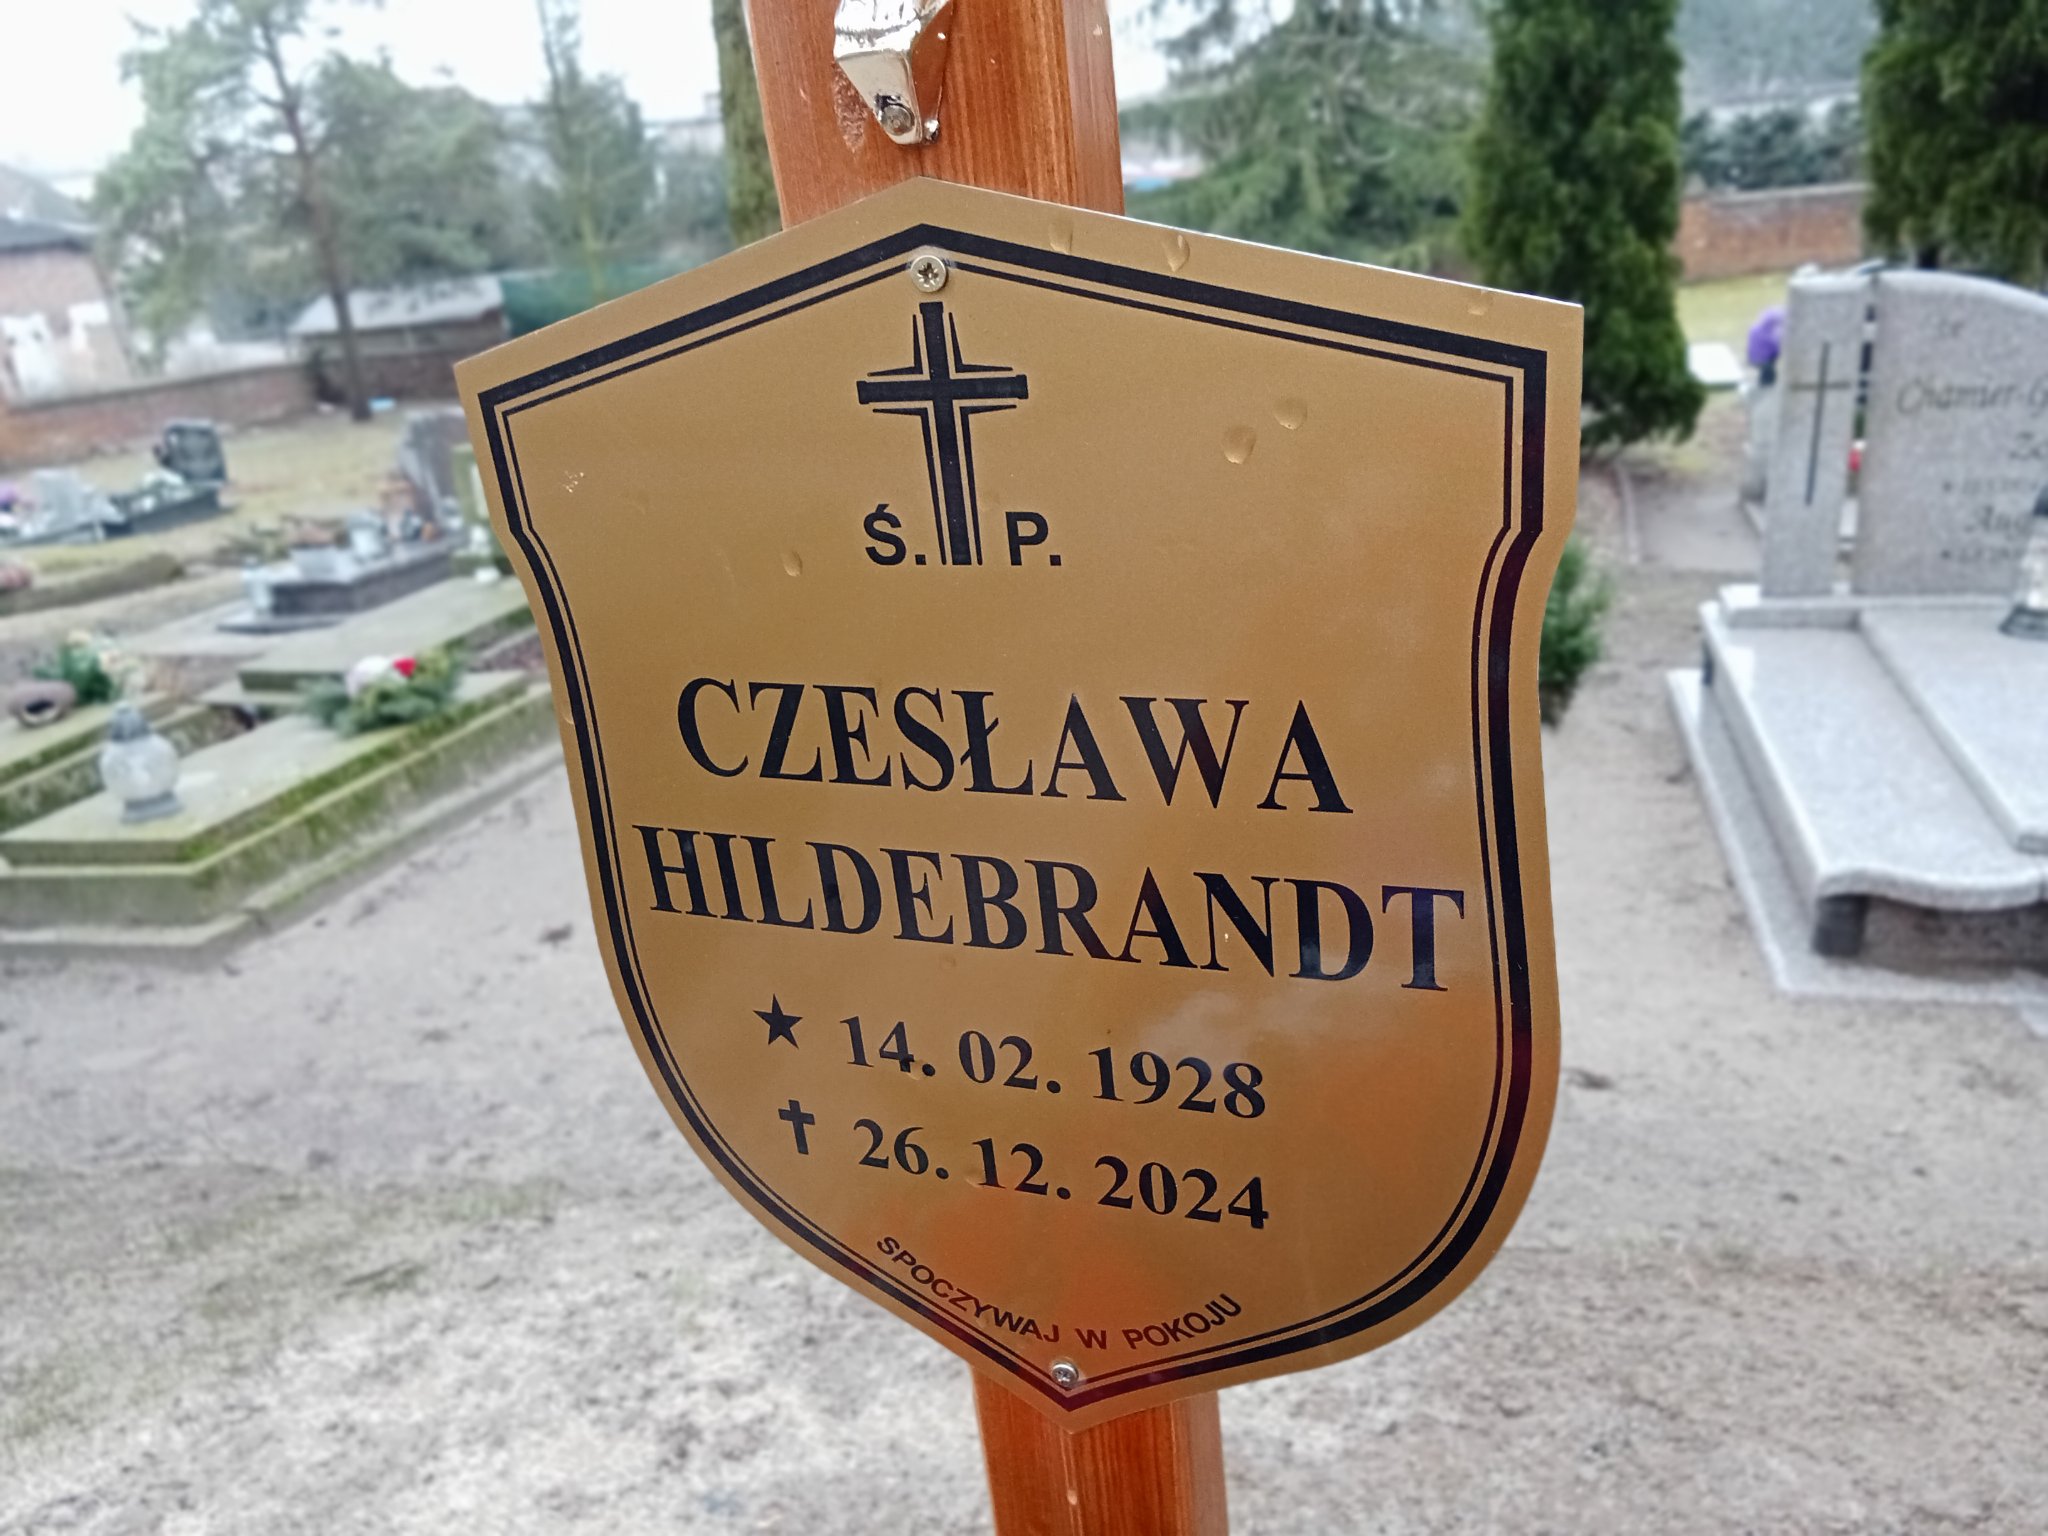 Ś. P.
CZESŁAWA
HILDEBRANDT
★ 14. 02. 1928
✝ 26. 12. 2024
SPOCZYWAJ W POKOJU